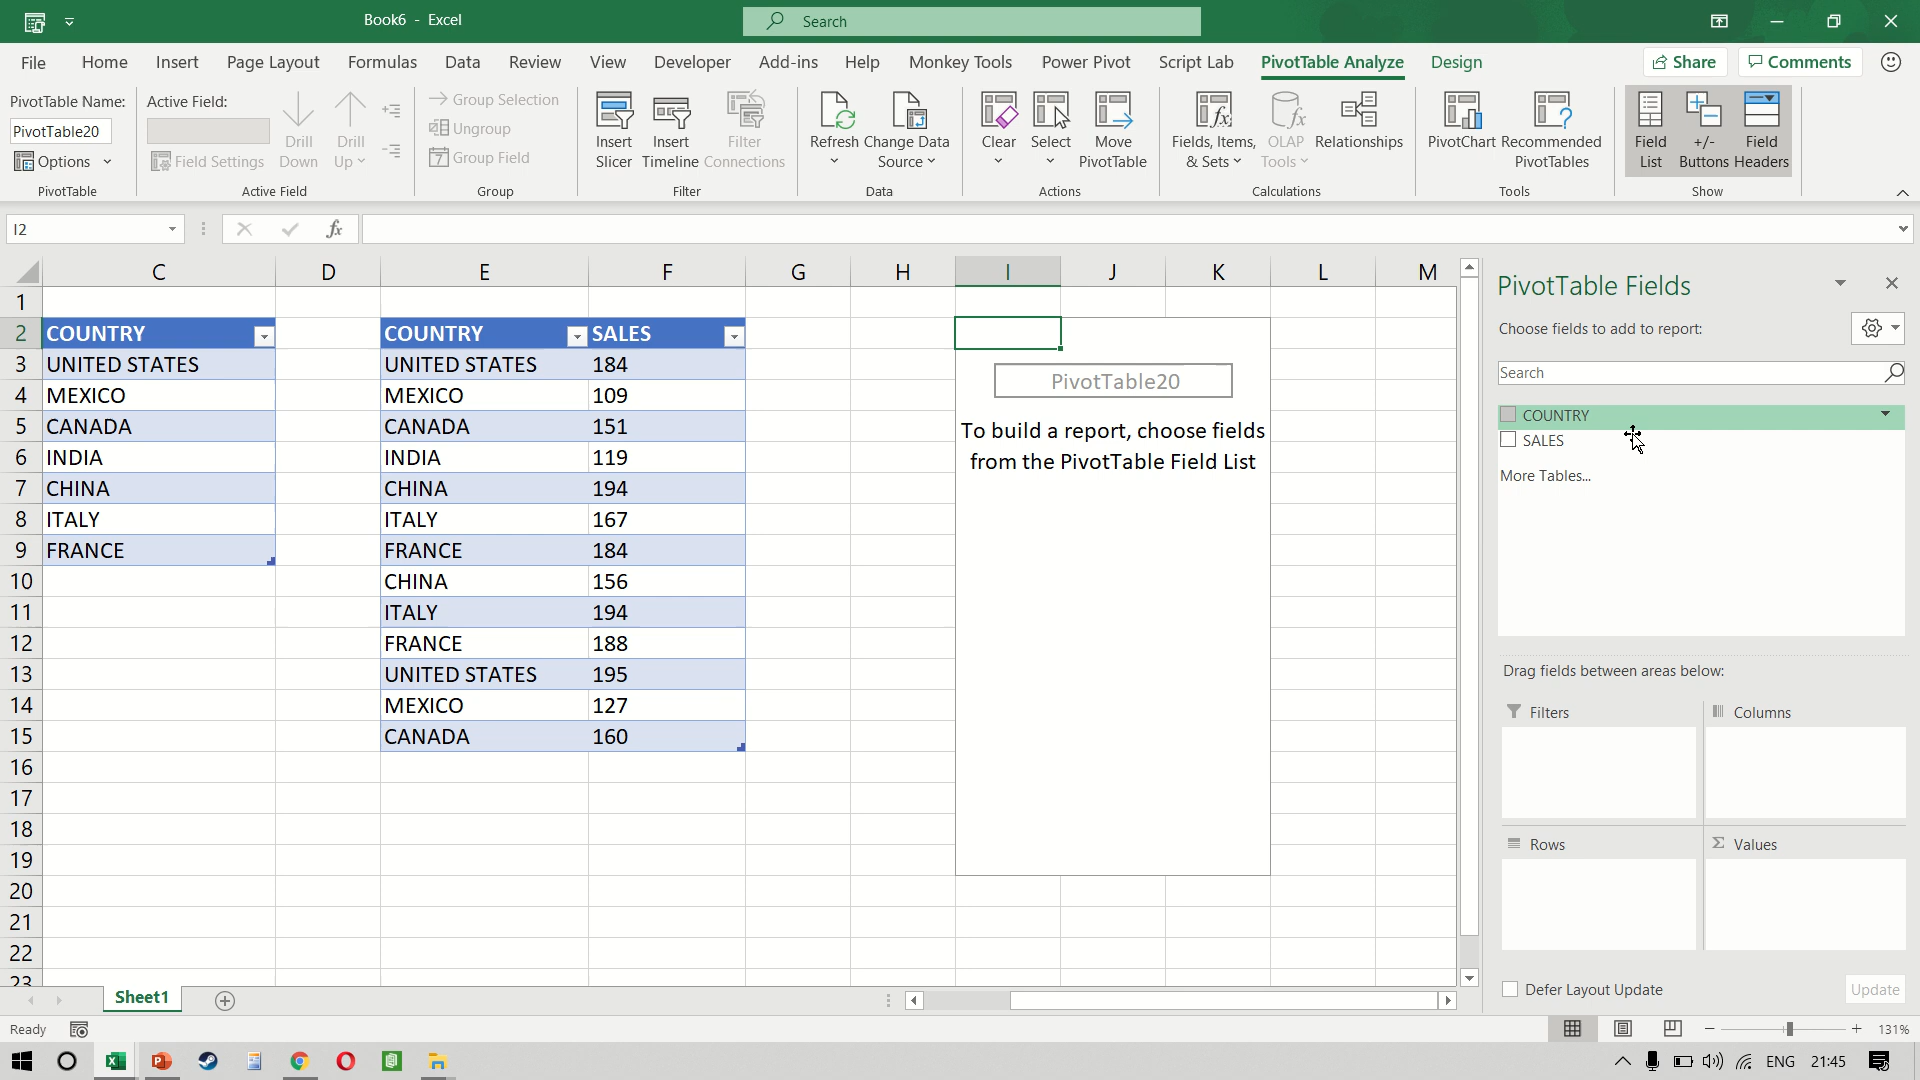 Book6 - Excel
Search
File Home Insert Page Layout Formulas Data Review View Developer Add-ins Help Monkey Tools Power Pivot Script Lab PivotTable Analyze Design Share Comments
PivotTable Name:
PivotTable20
Options
PivotTable
Active Field:
Field Settings
Drill Down
Drill Up
Active Field
Group Selection
Ungroup
Group Field
Group
Insert Slicer
Insert Timeline
Filter Connections
Filter
Refresh
Change Data Source
Data
Clear
Select
Move PivotTable
Actions
Fields, Items, & Sets
OLAP Tools
Relationships
Calculations
PivotChart
Recommended PivotTables
Tools
Field List
+/- Buttons
Field Headers
Show
I2
fx
C D E F G H I J K L M
1
2 COUNTRY COUNTRY SALES
3 UNITED STATES UNITED STATES 184
4 MEXICO MEXICO 109
5 CANADA CANADA 151
6 INDIA INDIA 119
7 CHINA CHINA 194
8 ITALY ITALY 167
9 FRANCE FRANCE 184
10 CHINA 156
11 ITALY 194
12 FRANCE 188
13 UNITED STATES 195
14 MEXICO 127
15 CANADA 160
16
17
18
19
20
21
22
23
PivotTable20
To build a report, choose fields
from the PivotTable Field List
PivotTable Fields
Choose fields to add to report:
Search
COUNTRY
SALES
More Tables...
Drag fields between areas below:
Filters
Columns
Rows
Σ Values
Defer Layout Update
Update
Sheet1
Ready
131%
ENG 21:45